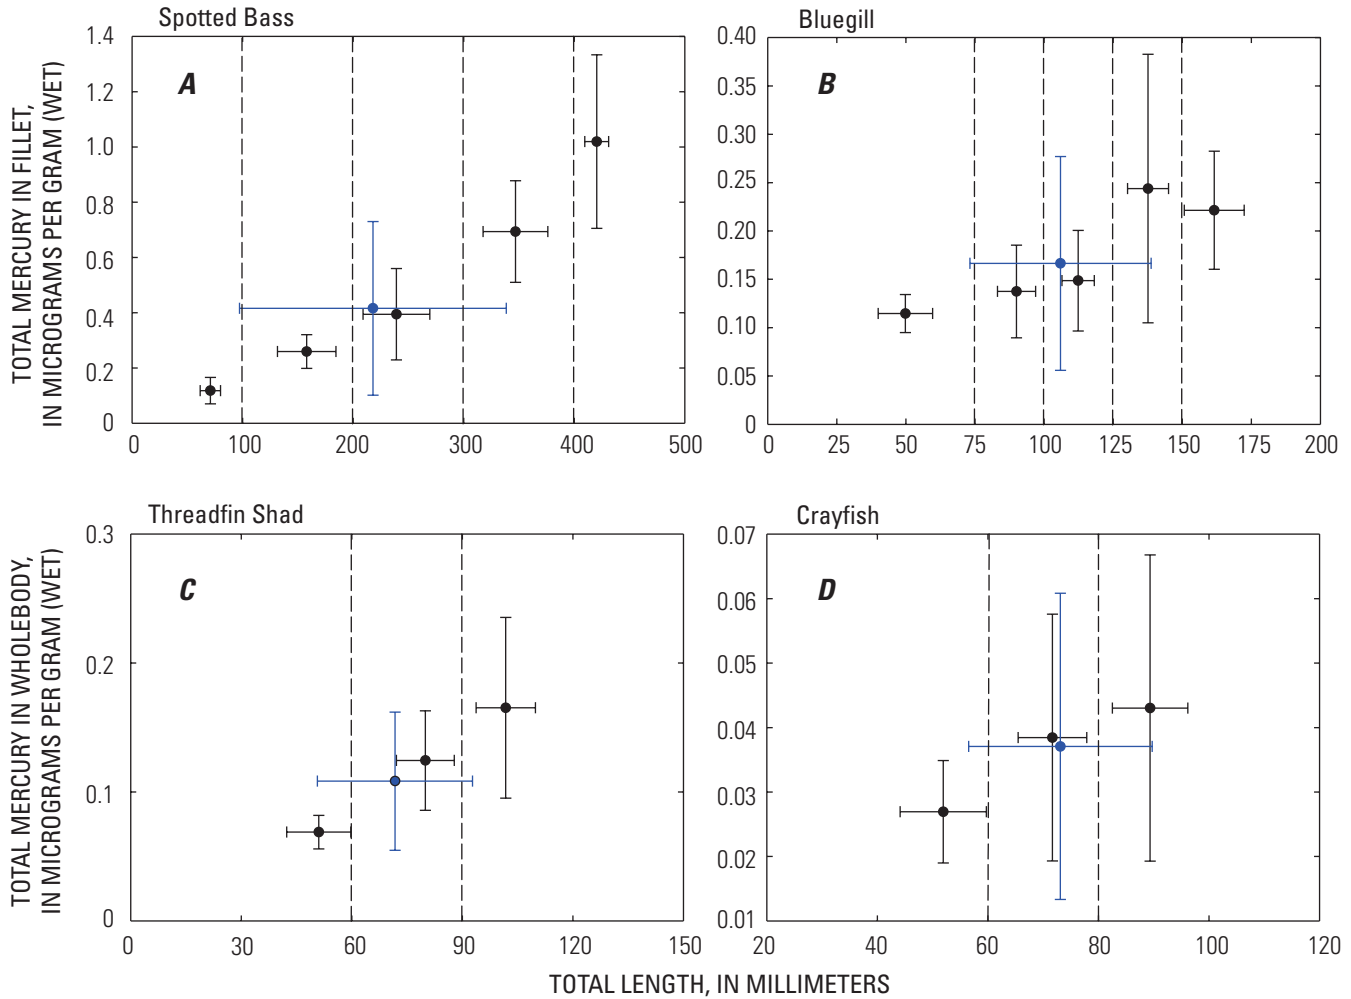 Spotted Bass
Bluegill
TOTAL MERCURY IN FILLET,
IN MICROGRAMS PER GRAM (WET)
A
1.4
1.2
1.0
0.8
0.6
0.4
0.2
0
0 100 200 300 400 500
B
0.40
0.35
0.30
0.25
0.20
0.15
0.10
0.05
0
0 25 50 75 100 125 150 175 200
Threadfin Shad
Crayfish
TOTAL MERCURY IN WHOLEBODY,
IN MICROGRAMS PER GRAM (WET)
C
0.3
0.2
0.1
0
0 30 60 90 120 150
D
0.07
0.06
0.05
0.04
0.03
0.02
0.01
20 40 60 80 100 120
TOTAL LENGTH, IN MILLIMETERS